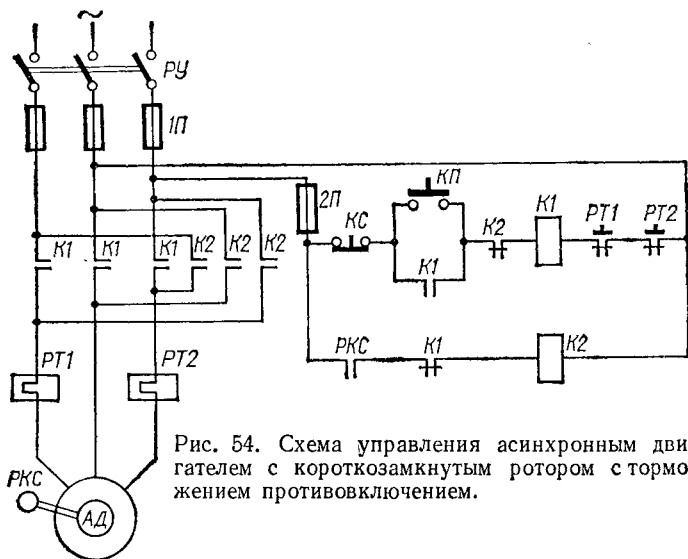 ~
РУ
1П
2П
КП
КС
К2
К1
РТ1
РТ2
К1
К1
К1
К2
К2
К2
К1
РКС
К1
К2
РТ1
РТ2
РКС
АД
Рис. 54. Схема управления асинхронным дви
гателем с короткозамкнутым ротором с тормо
жением противовключением.